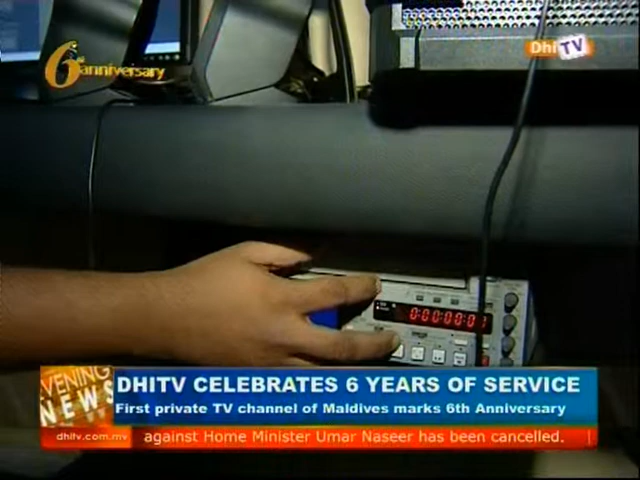 6th anniversary
DhiTV
0:00:00:0
EVENING NEWS
DHITV CELEBRATES 6 YEARS OF SERVICE
First private TV channel of Maldives marks 6th Anniversary
dhitv.com.mv
against Home Minister Umar Naseer has been cancelled.